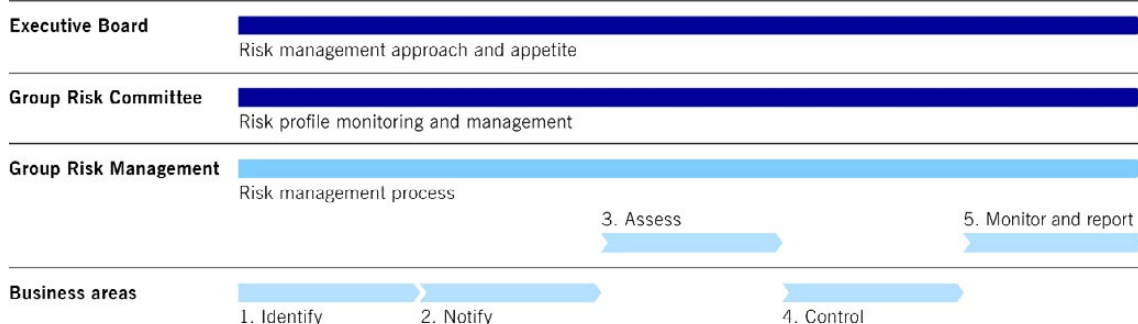 Executive Board
Risk management approach and appetite
Group Risk Committee
Risk profile monitoring and management
Group Risk Management
Risk management process
3. Assess
5. Monitor and report
Business areas
1. Identify
2. Notify
4. Control